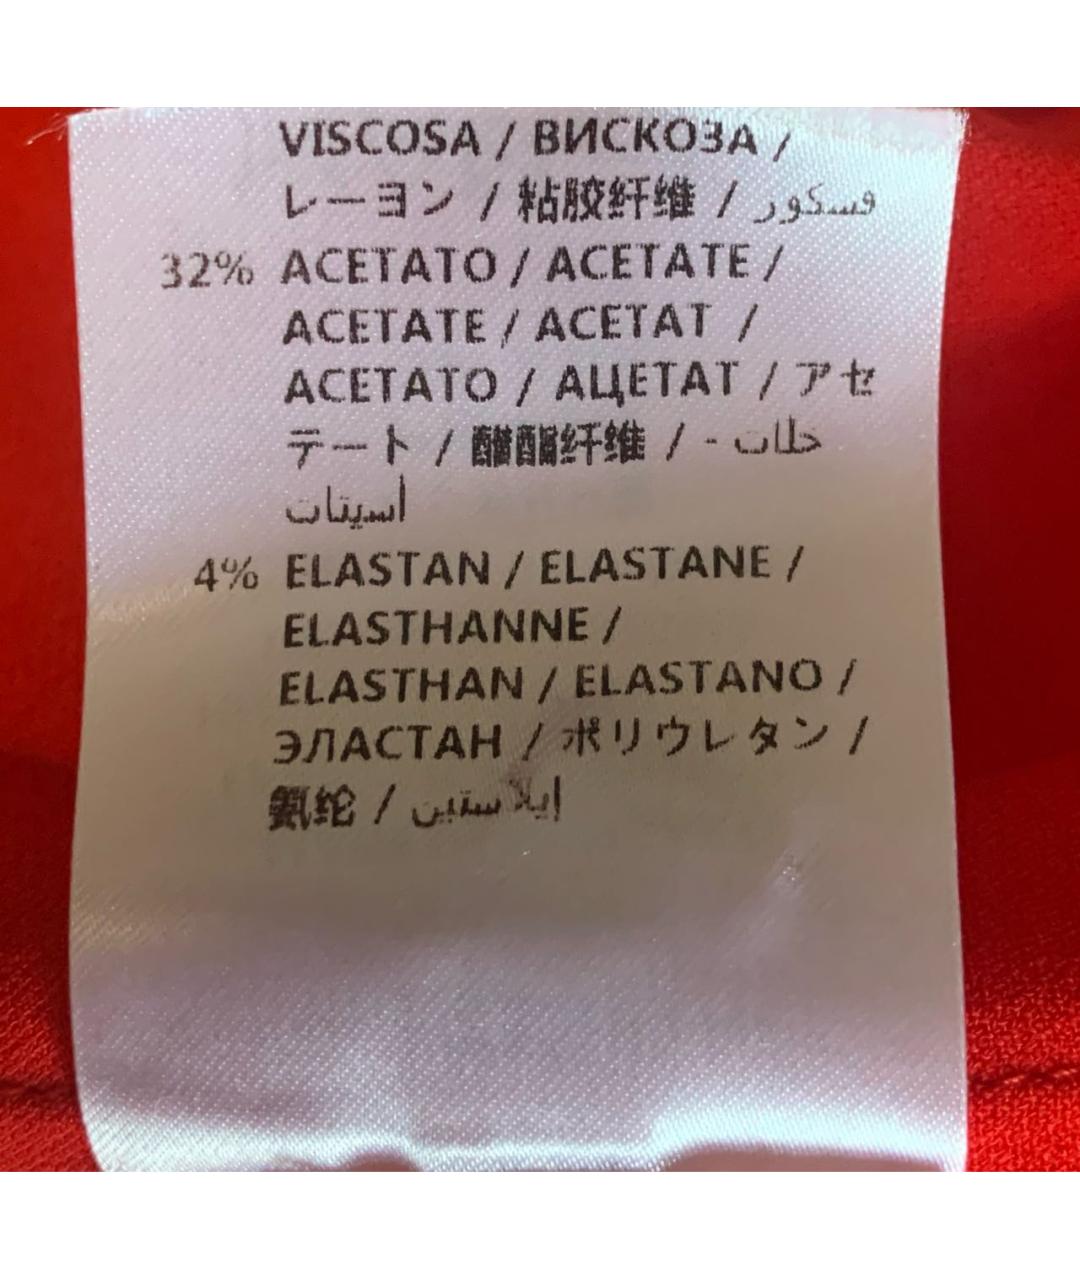 VISCOSA / ВИСКОЗА /
レーヨン / 粘胶纤维 / فسكور
32% ACETATO / ACETATE /
ACETATE / ACETAT /
ACETATO / АЦЕТАТ / アセ
テート / 醋酯纤维 / - خلات
أسيتات
4% ELASTAN / ELASTANE /
ELASTHANNE /
ELASTHAN / ELASTANO /
ЭЛАСТАН / ポリウレタン /
氨纶 / إيلاستين